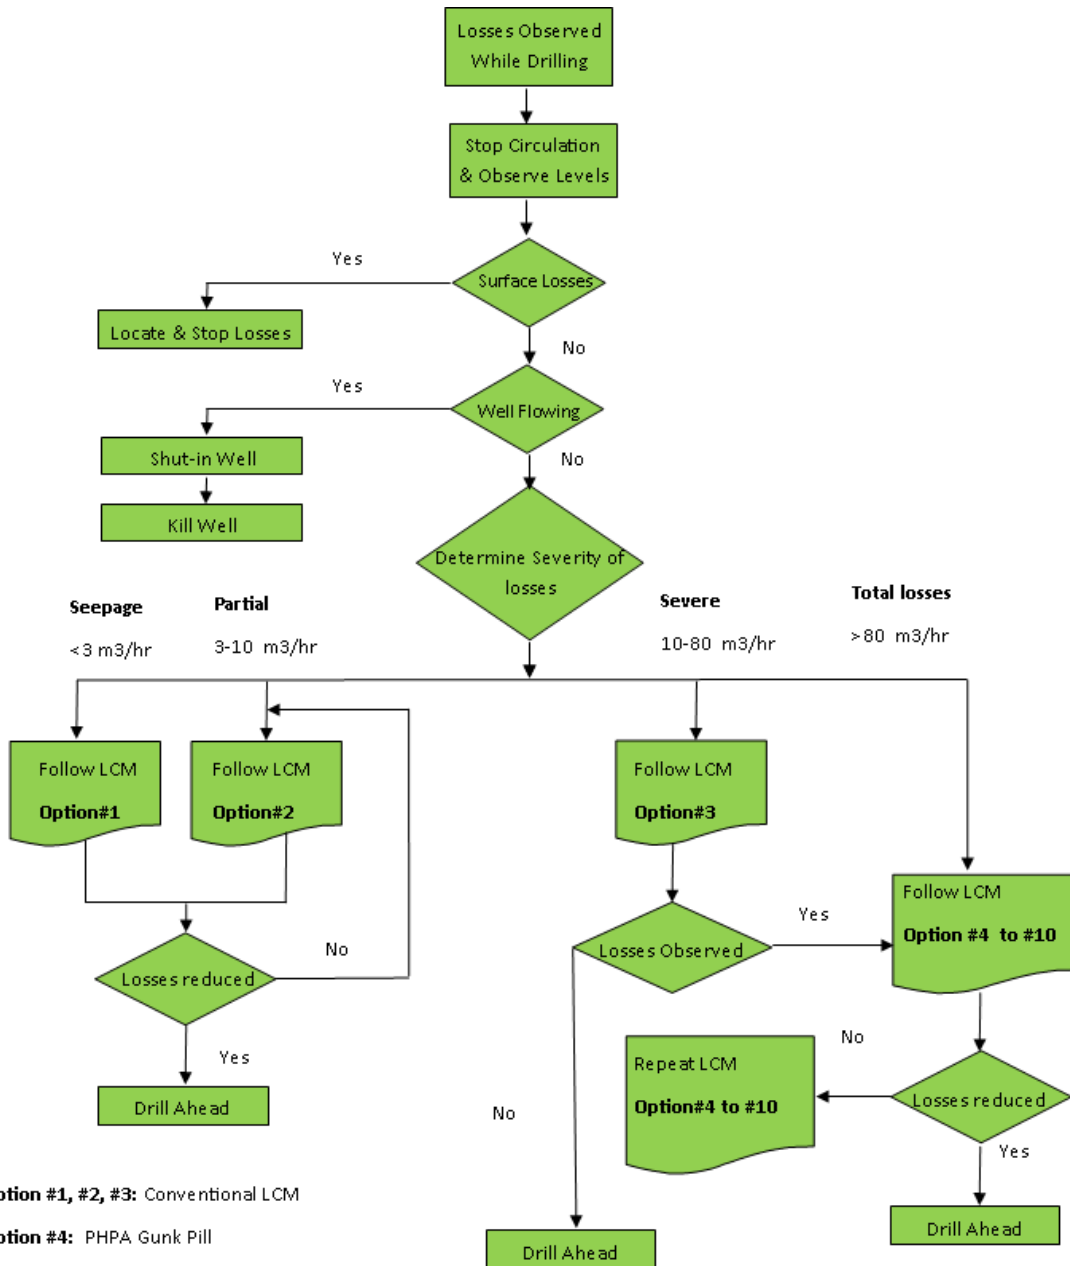 Losses Observed
While Drilling
Stop Circulation
& Observe Levels
Yes
Surface Losses
Locate & Stop Losses
No
Yes
Well Flowing
Shut-in Well
No
Kill Well
Determine Severity of
losses
Seepage
<3 m3/hr
Partial
3-10 m3/hr
Severe
10-80 m3/hr
Total losses
>80 m3/hr
Follow LCM
Option#1
Follow LCM
Option#2
Follow LCM
Option#3
Follow LCM
Option #4 to #10
Losses Observed
Yes
No
Losses reduced
Yes
Drill Ahead
No
Repeat LCM
Option#4 to #10
No
Losses reduced
Yes
Drill Ahead
Drill Ahead
ption #1, #2, #3: Conventional LCM
ption #4: PHPA Gunk Pill